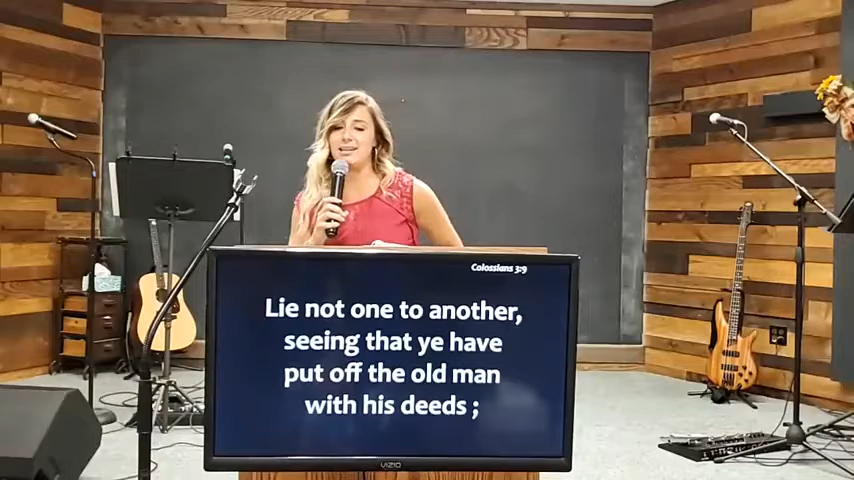 Colossians 3:9
Lie not one to another,
seeing that ye have
put off the old man
with his deeds ;
VIZIO